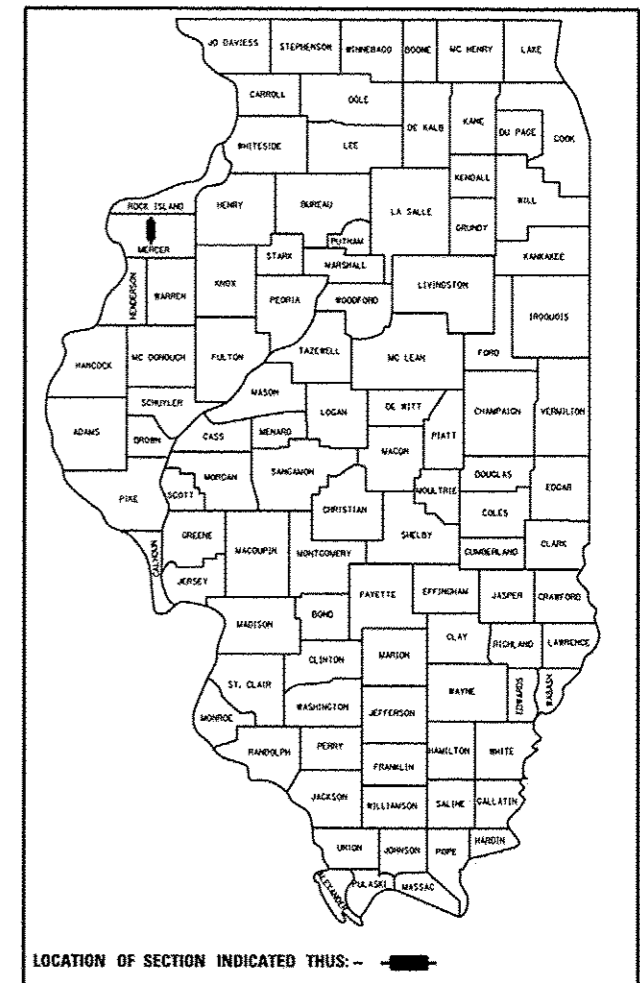 JO DAVIESS STEPHENSON WINNEBAGO BOONE MC HENRY LAKE
CARROLL OGLE DE KALB KANE DU PAGE COOK
WHITESIDE LEE
KENDALL WILL
ROCK ISLAND HENRY BUREAU LA SALLE GRUNDY
PUTNAM
MERCER STARK MARSHALL KANKAKEE
HENDERSON WARREN KNOX PEORIA WOODFORD LIVINGSTON IROQUOIS
HANCOCK MC DONOUGH FULTON TAZEWELL MC LEAN FORD
SCHUYLER MASON
ADAMS BROWN CASS MENARD LOGAN DE WITT PIATT CHAMPAIGN VERMILION
MACON
PIKE SCOTT MORGAN SANGAMON MOULTRIE DOUGLAS EDGAR
CHRISTIAN COLES
CALHOUN GREENE MACOUPIN MONTGOMERY SHELBY CUMBERLAND CLARK
JERSEY
FAYETTE EFFINGHAM JASPER CRAWFORD
MADISON BOND
CLAY RICHLAND LAWRENCE
CLINTON MARION
ST. CLAIR WAYNE EDWARDS WABASH
WASHINGTON JEFFERSON
MONROE
RANDOLPH PERRY HAMILTON WHITE
FRANKLIN
JACKSON WILLIAMSON SALINE GALLATIN
UNION JOHNSON POPE HARDIN
ALEXANDER PULASKI MASSAC
LOCATION OF SECTION INDICATED THUS: -